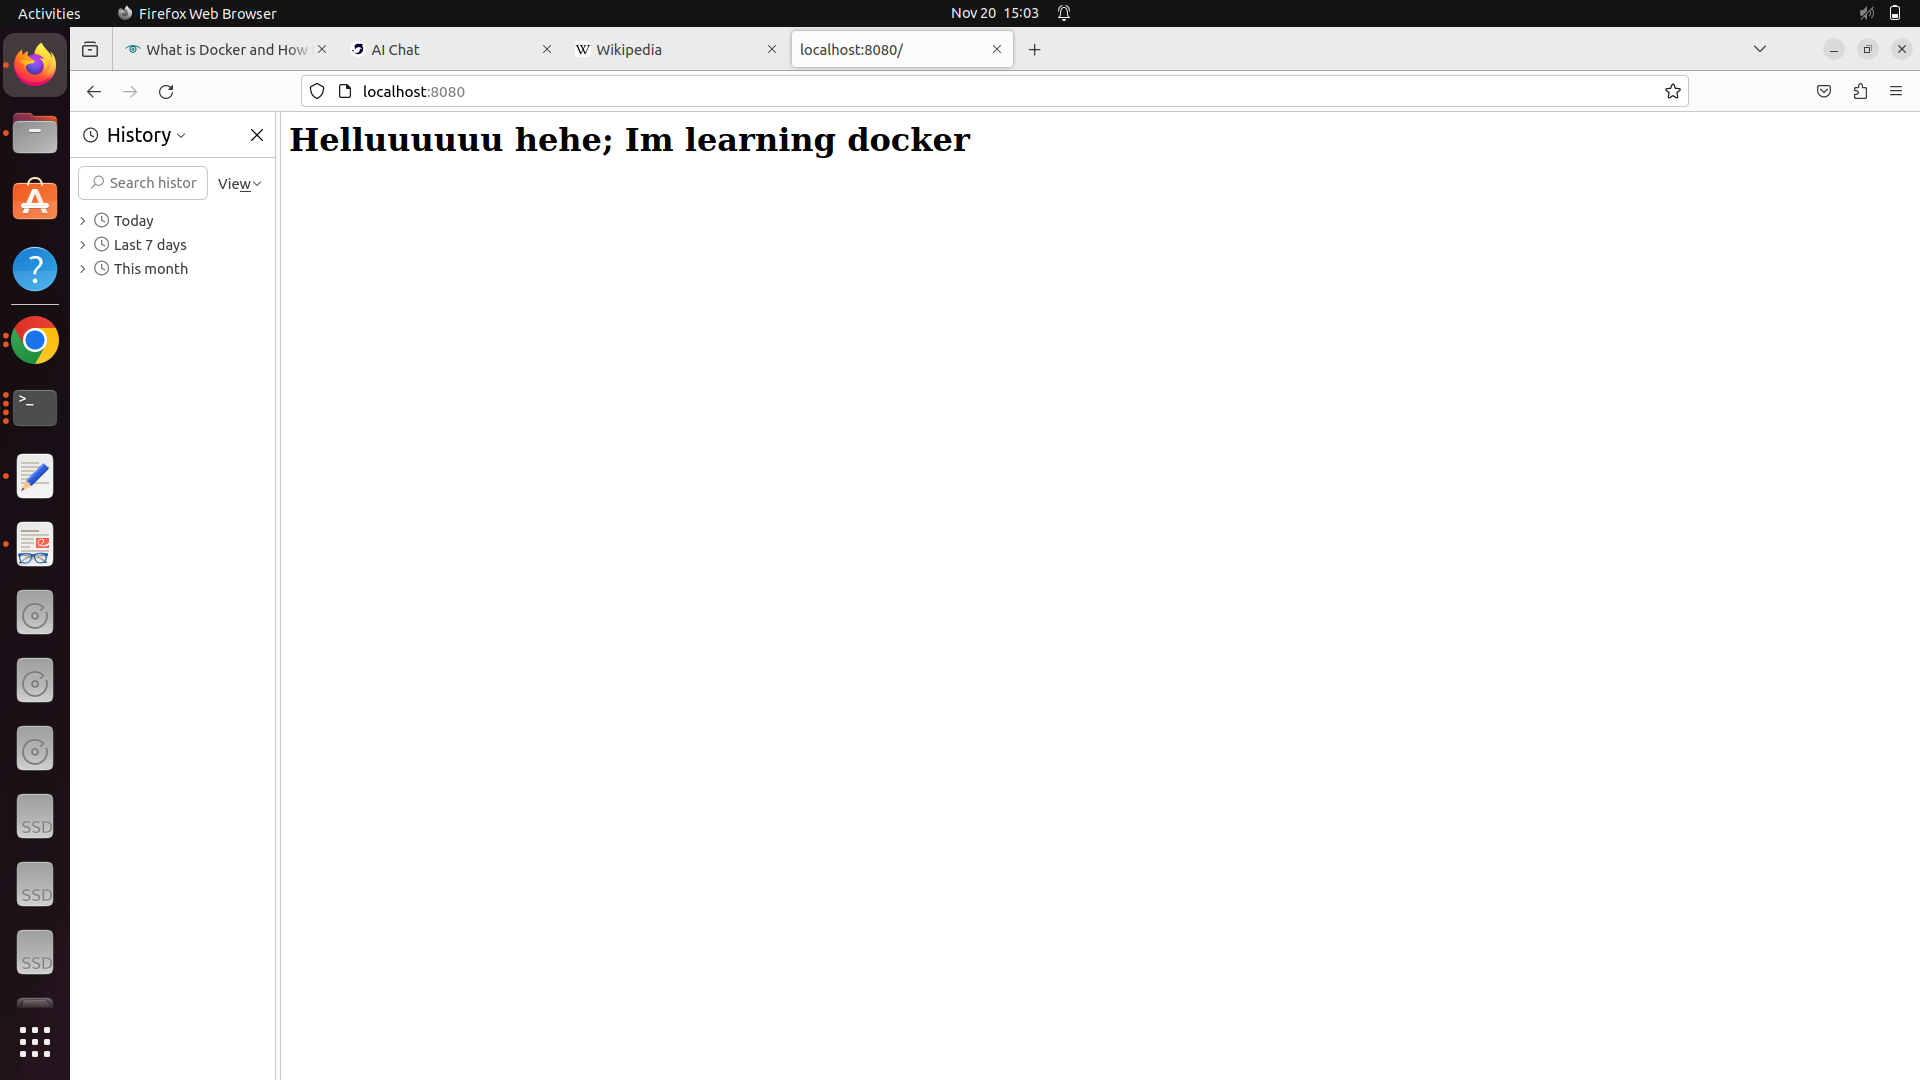 Activities
Firefox Web Browser
Nov 20 15:03
What is Docker and How
AI Chat
Wikipedia
localhost:8080/
localhost:8080
History
Search histor
View
Today
Last 7 days
This month
Helluuuuuu hehe; Im learning docker
SSD
SSD
SSD